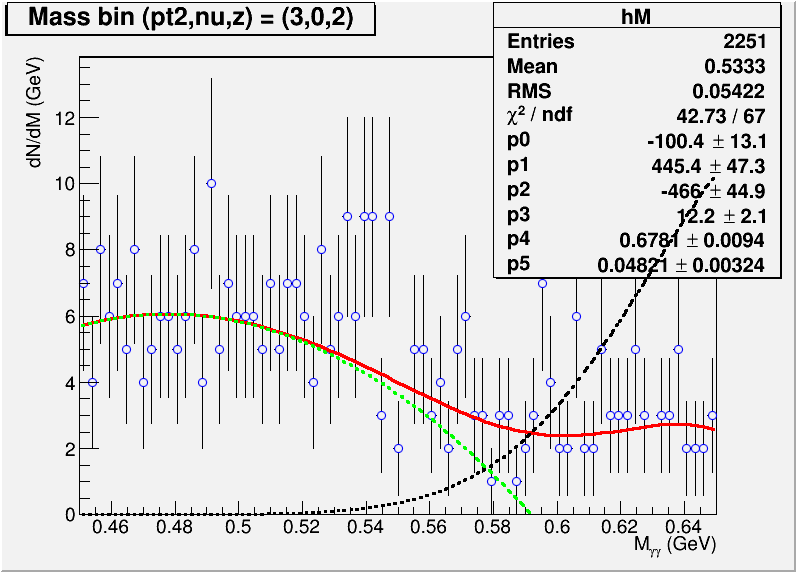 Mass bin (pt2,nu,z) = (3,0,2)
hM
Entries 2251
Mean 0.5333
RMS 0.05422
χ² / ndf 42.73 / 67
p0 -100.4 ± 13.1
p1 445.4 ± 47.3
p2 -466 ± 44.9
p3 12.2 ± 2.1
p4 0.6781 ± 0.0094
p5 0.04821 ± 0.00324
dN/dM (GeV)
12
10
8
6
4
2
0
0.46 0.48 0.5 0.52 0.54 0.56 0.58 0.6 0.62 0.64
Mγγ (GeV)